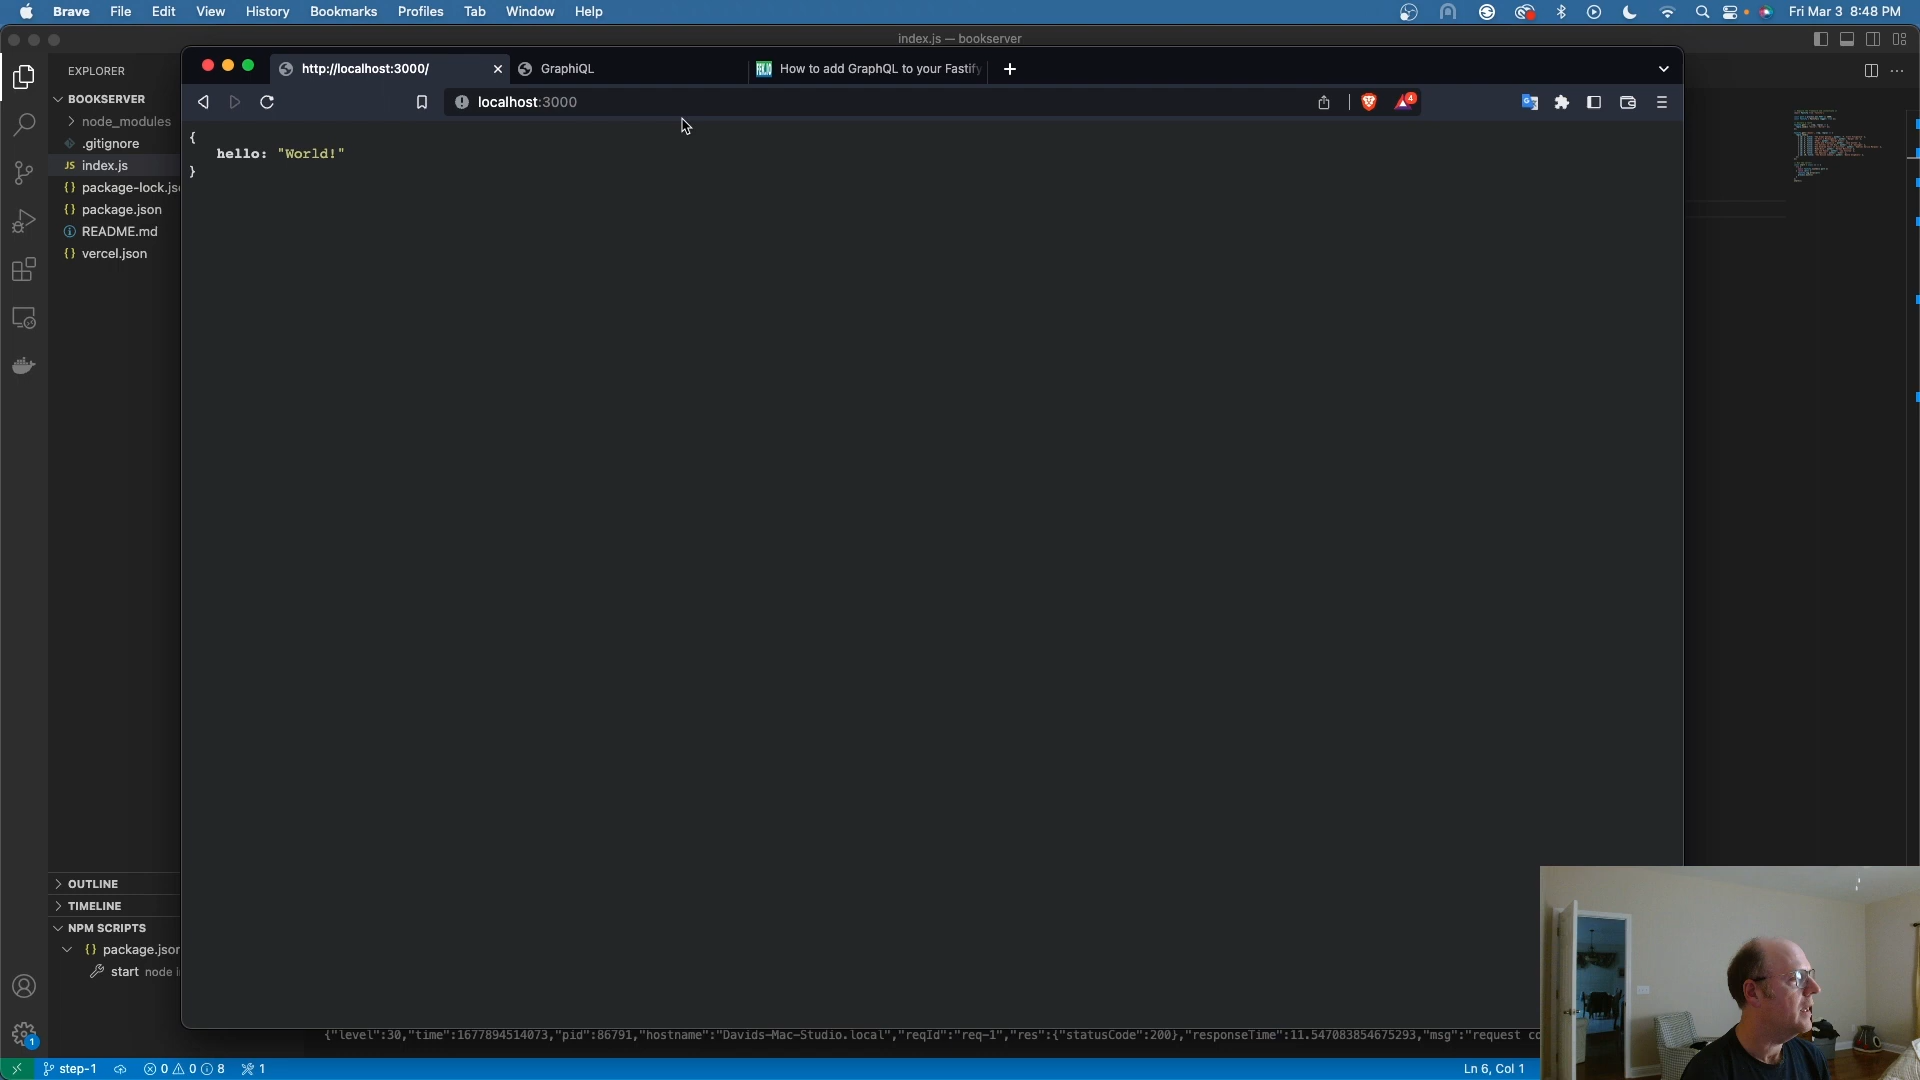 Brave File Edit View History Bookmarks Profiles Tab Window Help
Fri Mar 3 8:48 PM
index.js — bookserver
EXPLORER
BOOKSERVER
node_modules
.gitignore
JS index.js
{} package-lock.js
{} package.json
README.md
{} vercel.json
http://localhost:3000/
GraphiQL
How to add GraphQL to your Fastify
localhost:3000
4
{
hello: "World!"
}
OUTLINE
TIMELINE
NPM SCRIPTS
{} package.json
start node i
1
{"level":30,"time":1677894514073,"pid":86791,"hostname":"Davids-Mac-Studio.local","reqId":"req-1","res":{"statusCode":200},"responseTime":11.547083854675293,"msg":"request co
step-1 0 0 8 1
Ln 6, Col 1